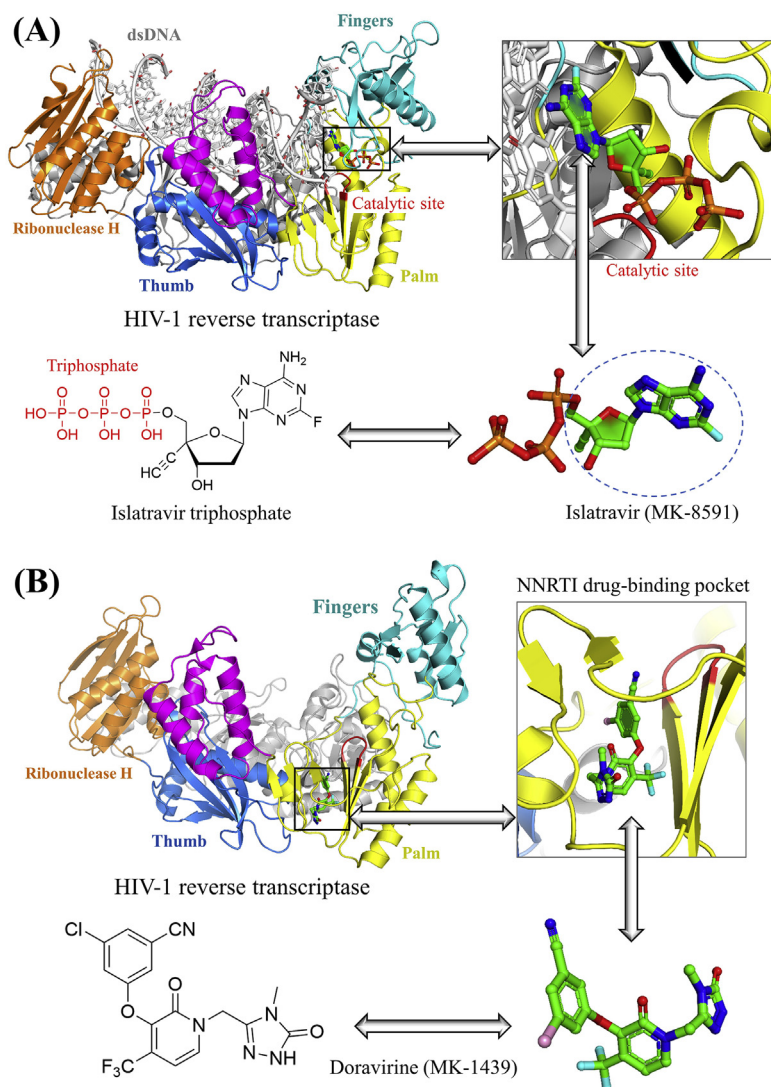 (A)
dsDNA
Fingers
Catalytic site
Ribonuclease H
Thumb
Palm
HIV-1 reverse transcriptase
Catalytic site
Triphosphate
O O O
HO P O P O P O
OH OH OH
NH2
N
N
N
N
F
O
HC
OH
Islatravir triphosphate
Islatravir (MK-8591)
(B)
NNRTI drug-binding pocket
Fingers
Ribonuclease H
Thumb
Palm
HIV-1 reverse transcriptase
Cl
CN
O
O
N
N
N
NH
O
F3C
N
Doravirine (MK-1439)